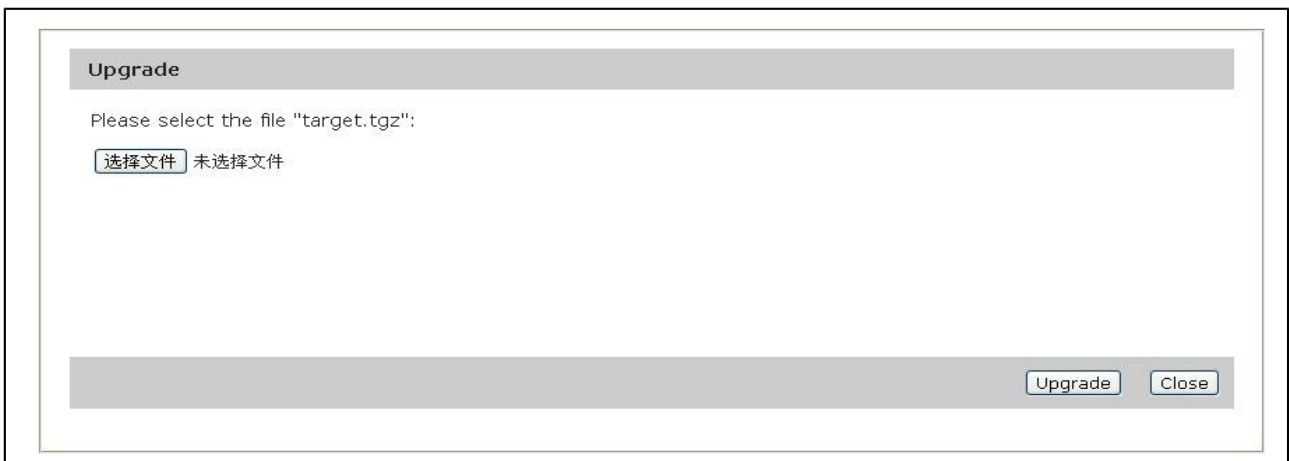 Upgrade
Please select the file "target.tgz":
选择文件 未选择文件
Upgrade Close